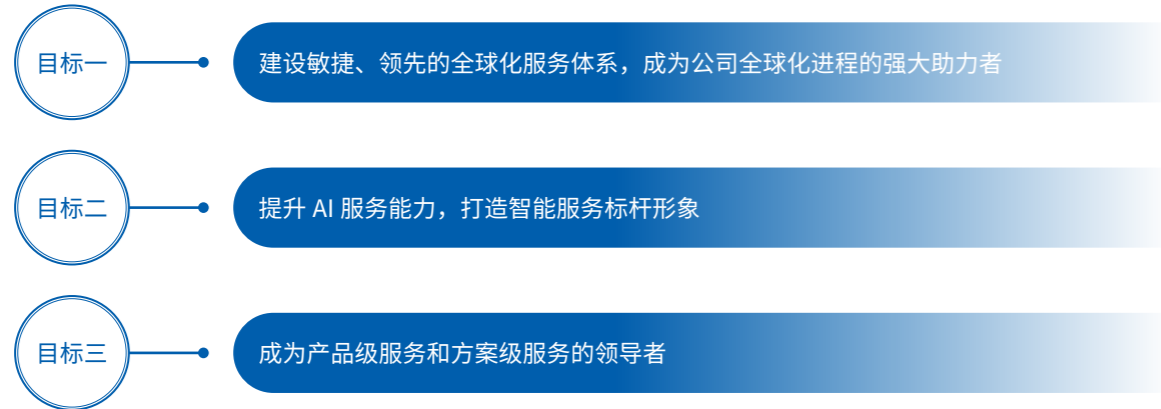 目标一
建设敏捷、领先的全球化服务体系，成为公司全球化进程的强大助力者
目标二
提升 AI 服务能力，打造智能服务标杆形象
目标三
成为产品级服务和方案级服务的领导者